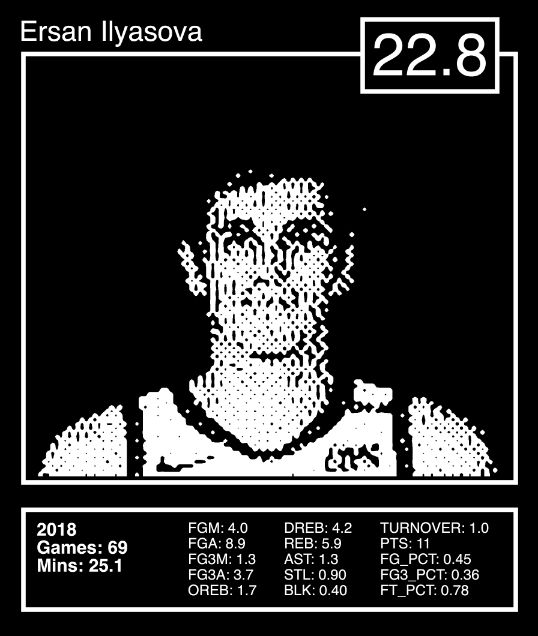 Ersan Ilyasova
22.8
2018
Games: 69
Mins: 25.1
FGM: 4.0
FGA: 8.9
FG3M: 1.3
FG3A: 3.7
OREB: 1.7
DREB: 4.2
REB: 5.9
AST: 1.3
STL: 0.90
BLK: 0.40
TURNOVER: 1.0
PTS: 11
FG_PCT: 0.45
FG3_PCT: 0.36
FT_PCT: 0.78